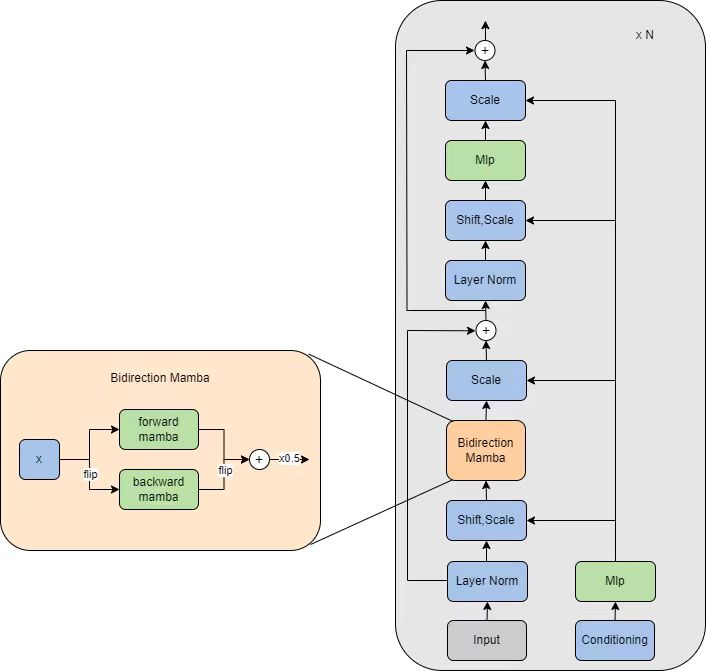 x N
Scale
Mlp
Shift,Scale
Layer Norm
Scale
Bidirection
Mamba
Shift,Scale
Layer Norm
Mlp
Input
Conditioning
Bidirection Mamba
x
forward
mamba
flip
backward
mamba
flip
+
x0.5
+
+